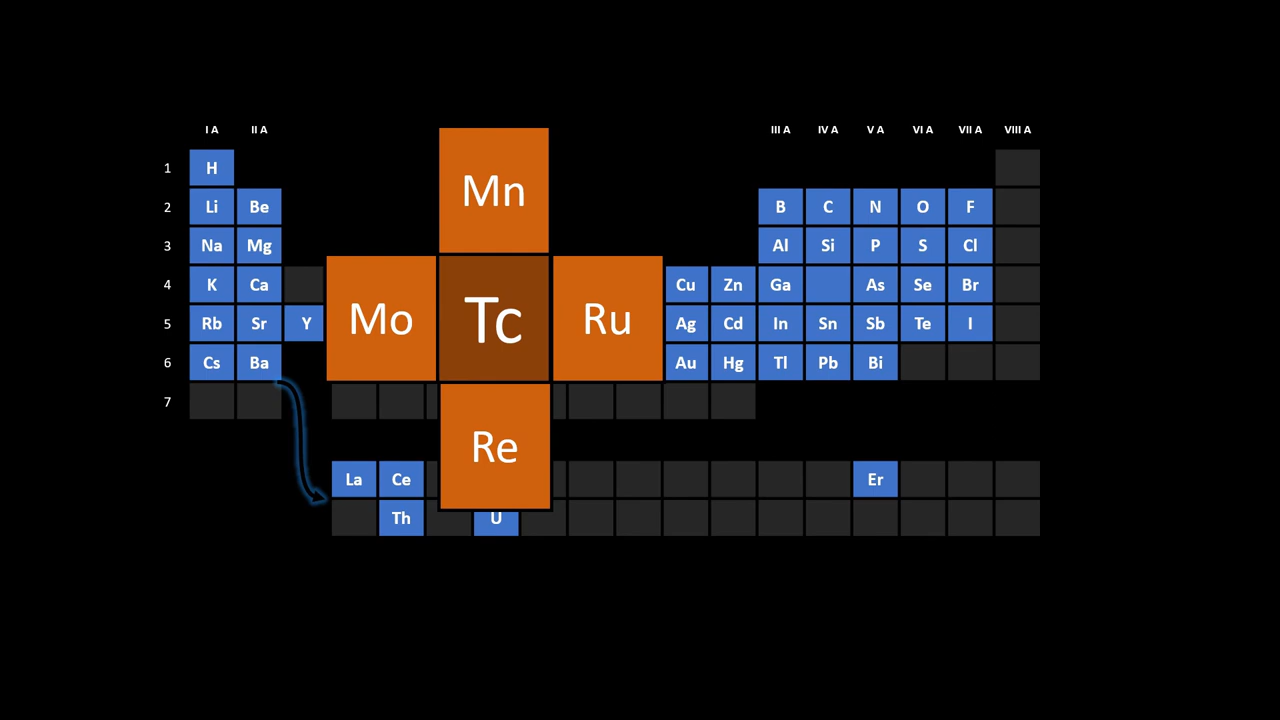 I A II A III A IV A V A VI A VII A VIII A
1 H
2 Li Be B C N O F
3 Na Mg Al Si P S Cl
4 K Ca Cu Zn Ga As Se Br
5 Rb Sr Y Ag Cd In Sn Sb Te I
6 Cs Ba Au Hg Tl Pb Bi
7
Mn
Mo Tc Ru
Re
La Ce Er
Th U